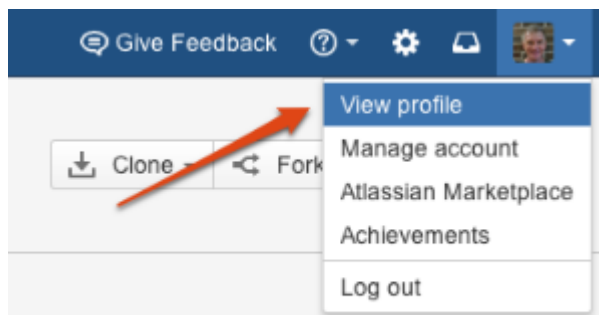 Give Feedback
View profile
Clone Fork
Manage account
Atlassian Marketplace
Achievements
Log out